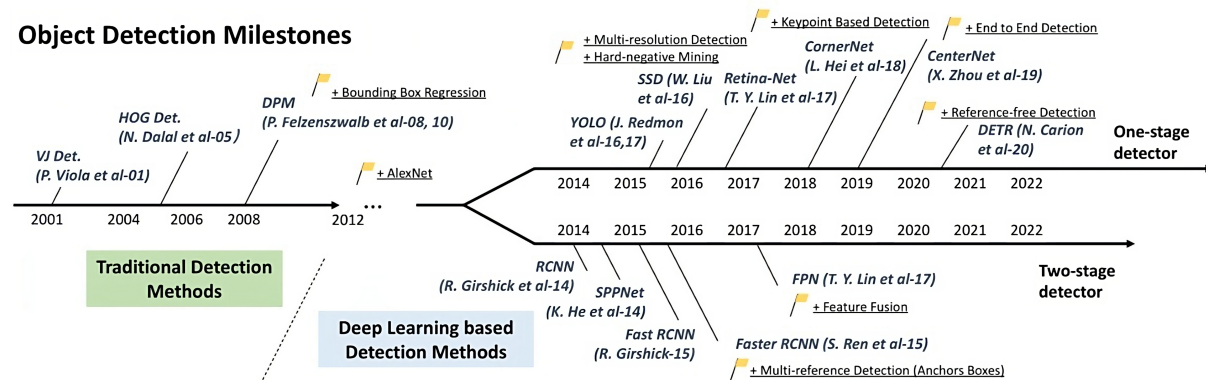 Object Detection Milestones
VJ Det.
(P. Viola et-01)
HOG Det.
(N. Dalal et al-05)
DPM
(P. Felzenszwalb et al-08, 10)
+ Bounding Box Regression
+ AlexNet
2001
2004
2006
2008
2012
...
Traditional Detection
Methods
Deep Learning based
Detection Methods
+ Multi-resolution Detection
+ Hard-negative Mining
YOLO (J. Redmon
et al-16,17)
SSD (W. Liu
et al-16)
Retina-Net
(T. Y. Lin et al-17)
+ Keypoint Based Detection
CornerNet
(L. Hei et al-18)
+ End to End Detection
CenterNet
(X. Zhou et al-19)
+ Reference-free Detection
DETR (N. Carion
et al-20)
One-stage
detector
2014
2015
2016
2017
2018
2019
2020
2021
2022
2014
2015
2016
2017
2018
2019
2020
2021
2022
Two-stage
detector
RCNN
(R. Girshick et al-14)
SPPNet
(K. He et al-14)
Fast RCNN
(R. Girshick-15)
Faster RCNN (S. Ren et al-15)
+ Multi-reference Detection (Anchors Boxes)
FPN (T. Y. Lin et al-17)
+ Feature Fusion